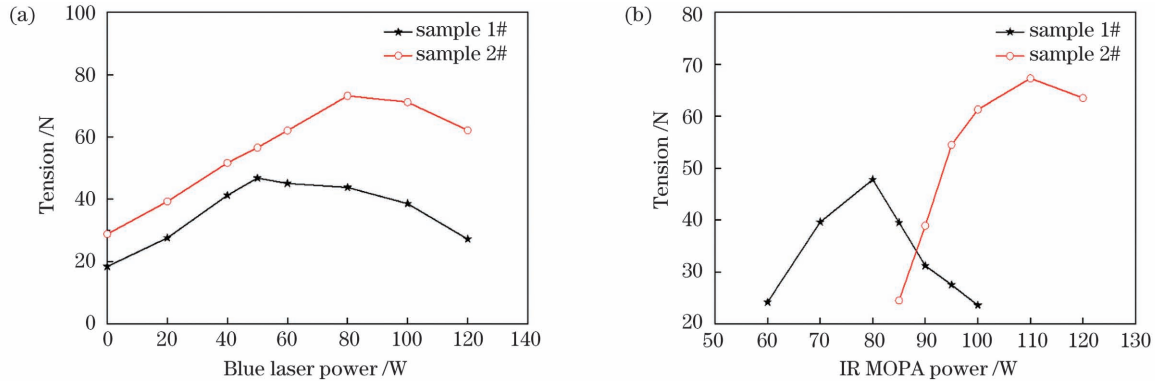 (a)
100
80
60
40
20
0
Tension /N
sample 1#
sample 2#
0 20 40 60 80 100 120 140
Blue laser power /W
(b)
80
70
60
50
40
30
20
Tension /N
sample 1#
sample 2#
50 60 70 80 90 100 110 120 130
IR MOPA power /W